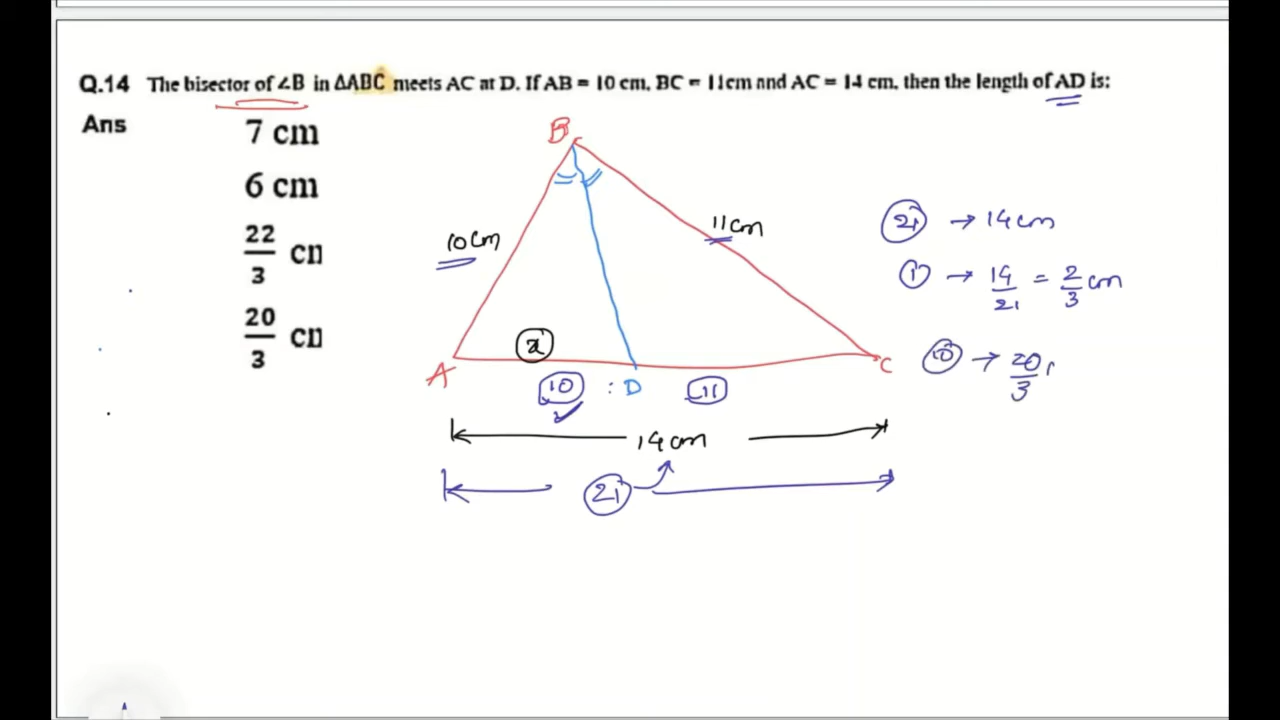 Q.14 The bisector of ∠B in ΔABC meets AC at D. If AB = 10 cm, BC = 11cm and AC = 14 cm, then the length of AD is:
Ans
7 cm
6 cm
22/3 cm
20/3 cm
B
10cm
11cm
x
A
10 : D 11
C
14cm
21
21 → 14cm
1 → 14/21 = 2/3 cm
10 → 20/3